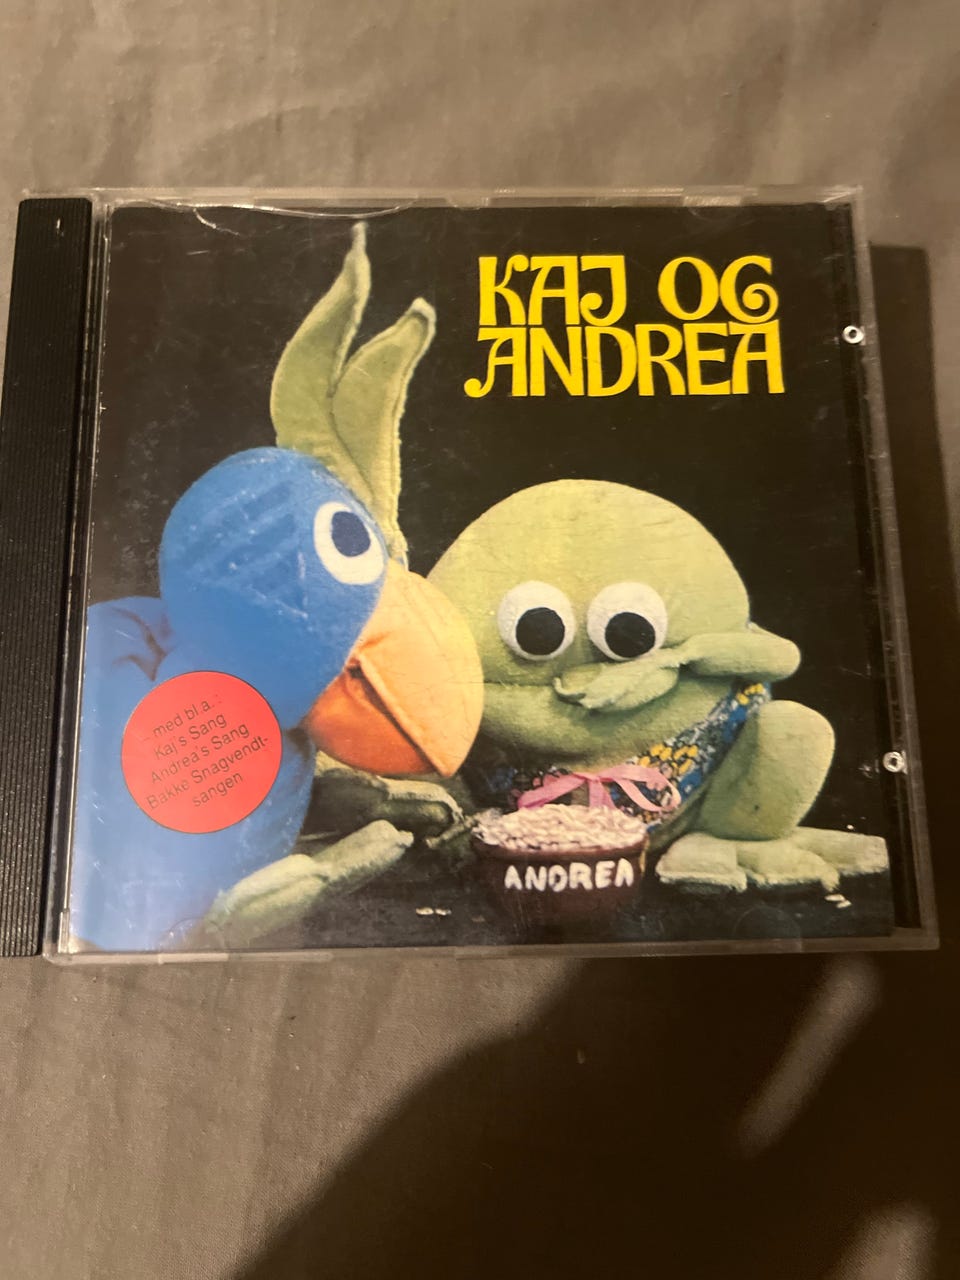 KAJ OG
ANDREA
... med bl.a. :
Kaj's Sang
Andrea's Sang
Bakke Snagvendt-
sangen
ANDREA